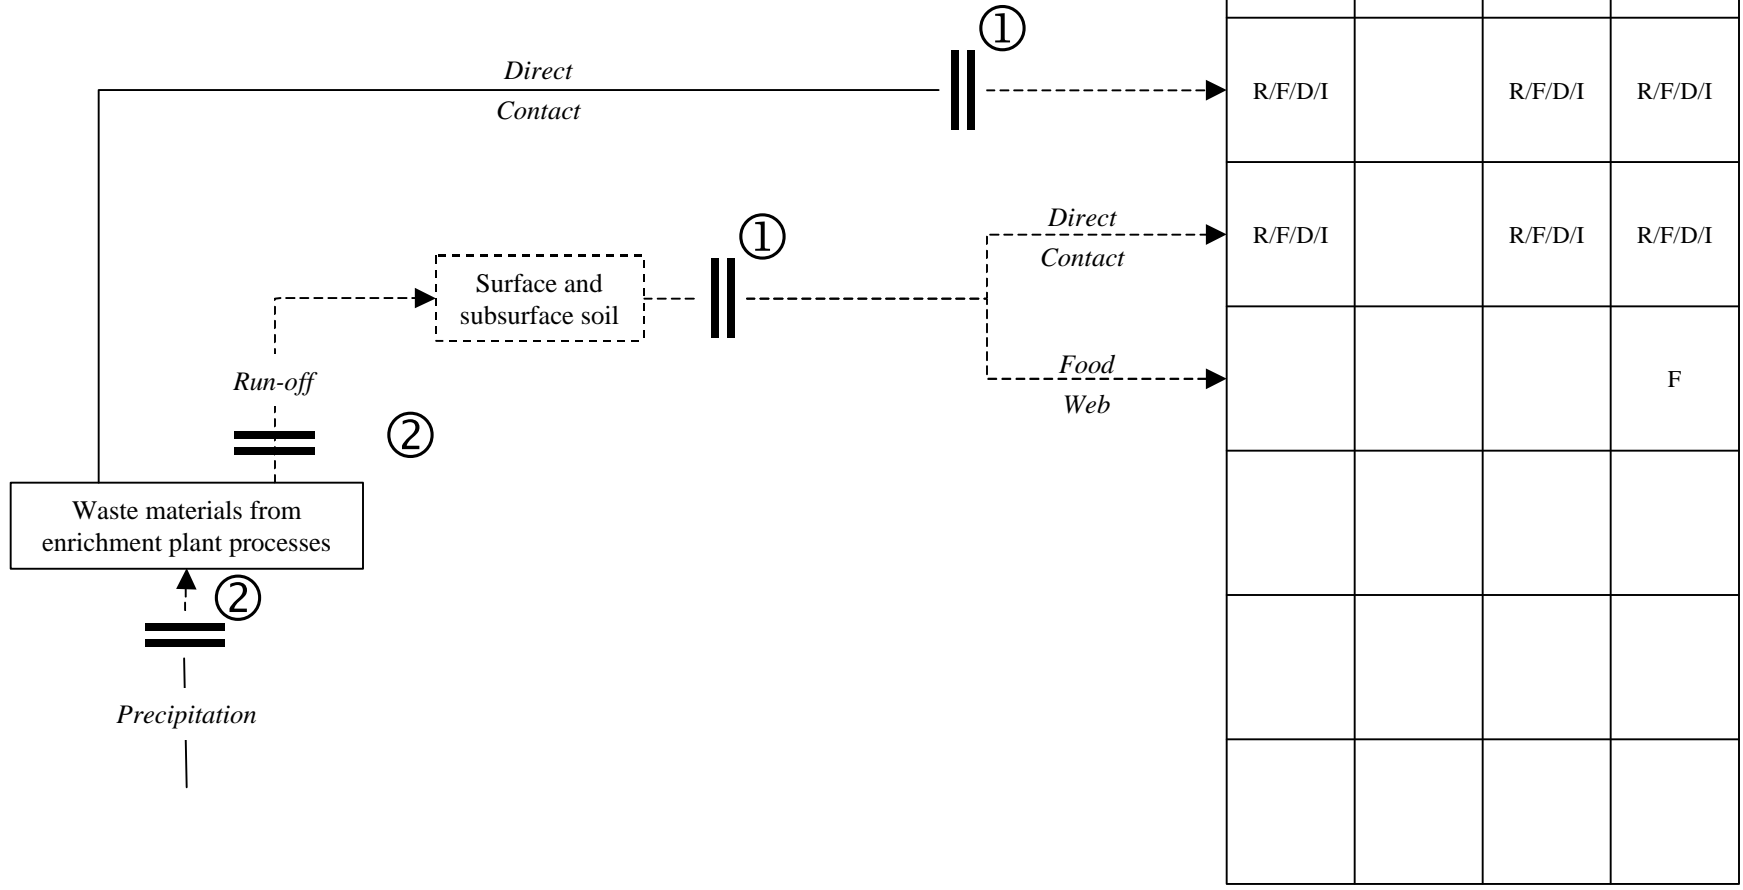 ①
Direct
Contact
R/F/D/I R/F/D/I R/F/D/I
①
Direct
Contact
R/F/D/I R/F/D/I R/F/D/I
Surface and
subsurface soil
Food
Web
F
Run-off
②
Waste materials from
enrichment plant processes
②
Precipitation